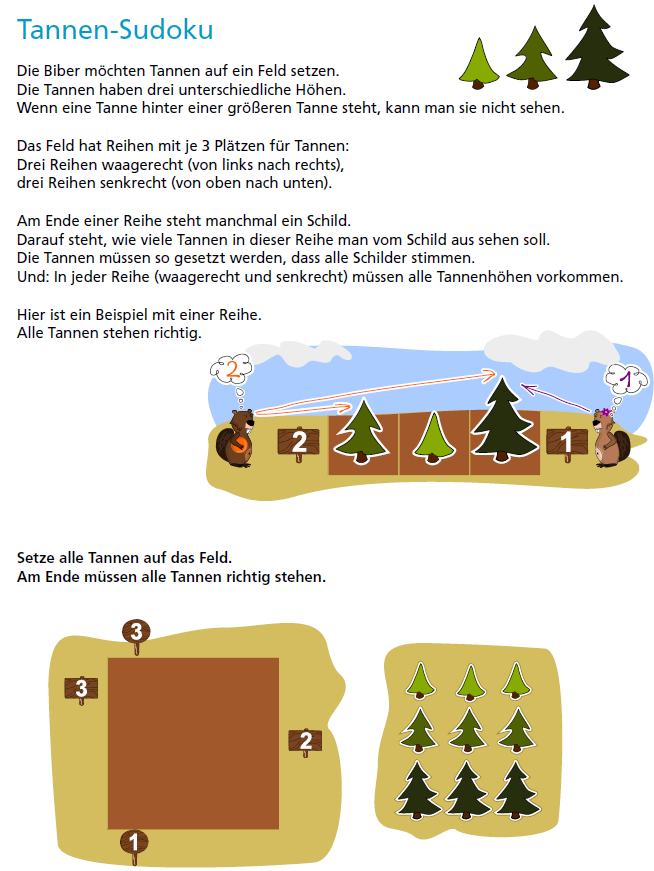 Tannen-Sudoku
Die Biber möchten Tannen auf ein Feld setzen.
Die Tannen haben drei unterschiedliche Höhen.
Wenn eine Tanne hinter einer größeren Tanne steht, kann man sie nicht sehen.
Das Feld hat Reihen mit je 3 Plätzen für Tannen:
Drei Reihen waagerecht (von links nach rechts),
drei Reihen senkrecht (von oben nach unten).
Am Ende einer Reihe steht manchmal ein Schild.
Darauf steht, wie viele Tannen in dieser Reihe man vom Schild aus sehen soll.
Die Tannen müssen so gesetzt werden, dass alle Schilder stimmen.
Und: In jeder Reihe (waagerecht und senkrecht) müssen alle Tannenhöhen vorkommen.
Hier ist ein Beispiel mit einer Reihe.
Alle Tannen stehen richtig.
2
1
2
1
Setze alle Tannen auf das Feld.
Am Ende müssen alle Tannen richtig stehen.
3
3
2
1